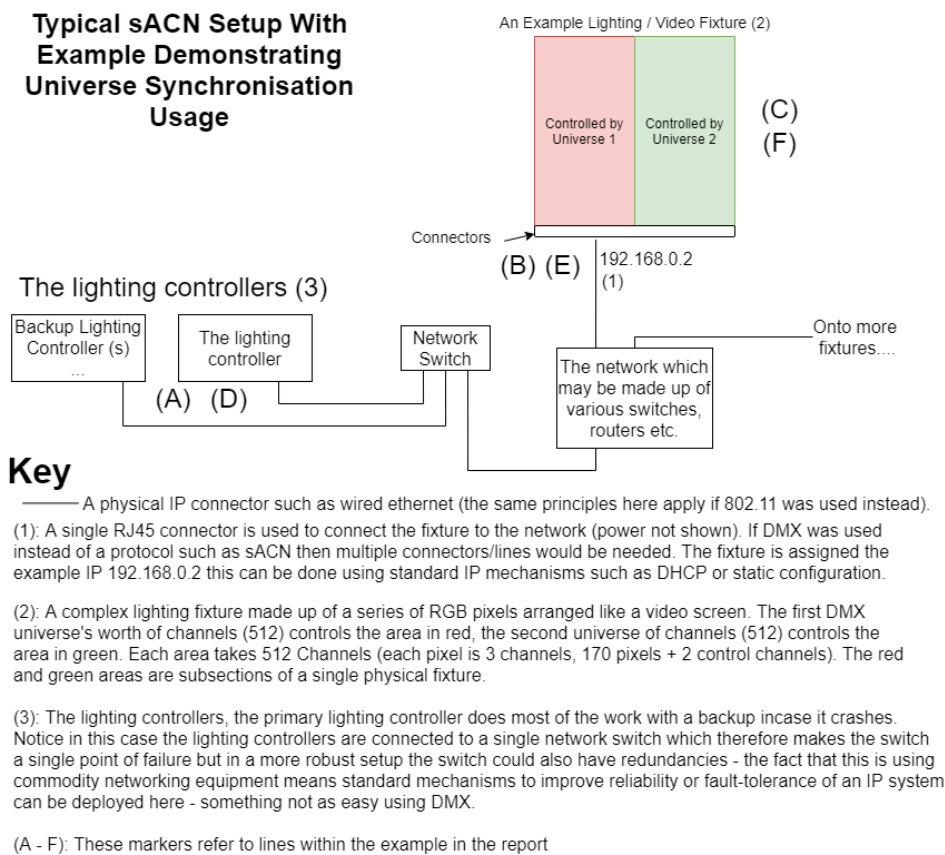 Typical sACN Setup With
Example Demonstrating
Universe Synchronisation
Usage
An Example Lighting / Video Fixture (2)
Controlled by
Universe 1
Controlled by
Universe 2
(C)
(F)
Connectors
(B) (E)
192.168.0.2
(1)
The lighting controllers (3)
Backup Lighting
Controller (s)
...
The lighting
controller
Network
Switch
(A) (D)
The network which
may be made up of
various switches,
routers etc.
Onto more
fixtures....
Key
A physical IP connector such as wired ethernet (the same principles here apply if 802.11 was used instead).
(1): A single RJ45 connector is used to connect the fixture to the network (power not shown). If DMX was used
instead of a protocol such as sACN then multiple connectors/lines would be needed. The fixture is assigned the
example IP 192.168.0.2 this can be done using standard IP mechanisms such as DHCP or static configuration.
(2): A complex lighting fixture made up of a series of RGB pixels arranged like a video screen. The first DMX
universe's worth of channels (512) controls the area in red, the second universe of channels (512) controls the
area in green. Each area takes 512 Channels (each pixel is 3 channels, 170 pixels + 2 control channels). The red
and green areas are subsections of a single physical fixture.
(3): The lighting controllers, the primary lighting controller does most of the work with a backup incase it crashes.
Notice in this case the lighting controllers are connected to a single network switch which therefore makes the switch
a single point of failure but in a more robust setup the switch could also have redundancies - the fact that this is using
commodity networking equipment means standard mechanisms to improve reliability or fault-tolerance of an IP system
can be deployed here - something not as easy using DMX.
(A - F): These markers refer to lines within the example in the report